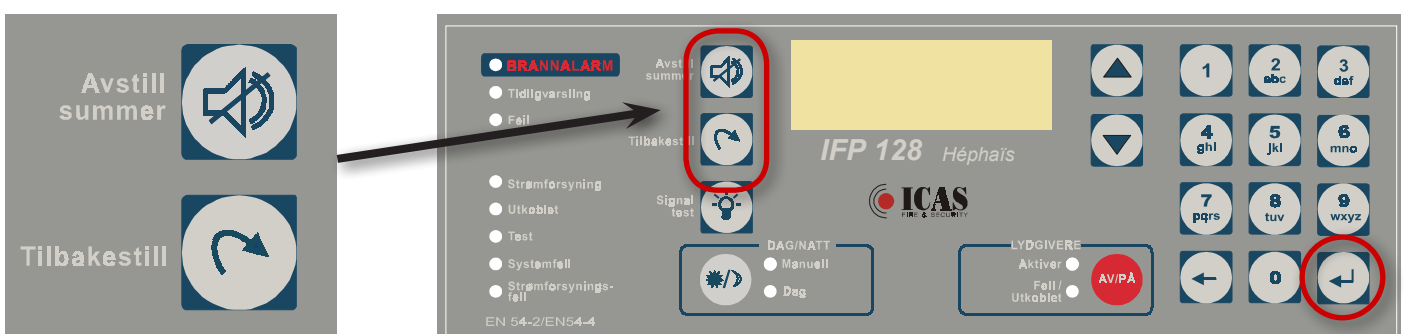 Avstill
summer
Tilbakestill
BRANNALARM
Tidligvarsling
Feil
Strømforsyning
Utkoblet
Test
Systemfeil
Strømforsynings-
feil
EN 54-2/EN54-4
Avstill
summer
Tilbakestill
Signal
test
IFP 128 Héphaïs
ICAS
FIRE & SECURITY
DAG/NATT
Manuell
Dag
LYDGIVERE
Aktiver
Feil/
Utkoblet
AV/PÅ
1
2
abc
3
def
4
ghi
5
jkl
6
mno
7
pqrs
8
tuv
9
wxyz
0